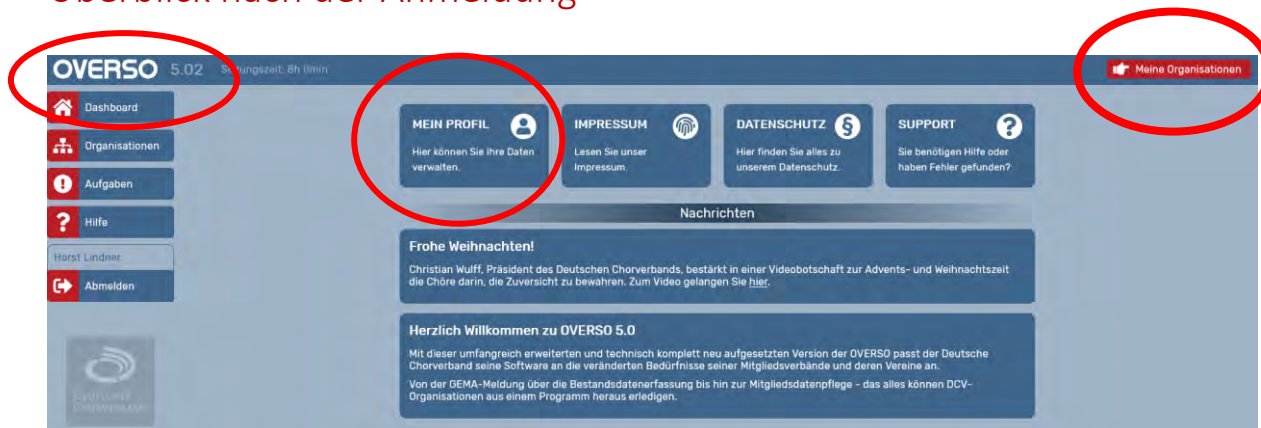 Überblick nach der Anmeldung
OVERSO 5.02
8h 0min
Meine Organisationen
Dashboard
Organisationen
Aufgaben
Hilfe
Horst Lindner
Abmelden
MEIN PROFIL
Hier können Sie Ihre Daten
verwalten.
IMPRESSUM
Lesen Sie unser
Impressum.
DATENSCHUTZ
Hier finden Sie alles zu
unserem Datenschutz.
SUPPORT
Sie benötigen Hilfe oder
haben Fehler gefunden?
Nachrichten
Frohe Weihnachten!
Christian Wulff, Präsident des Deutschen Chorverbands, bestärkt in einer Videobotschaft zur Advents- und Weihnachtszeit
die Chöre darin, die Zuversicht zu bewahren. Zum Video gelangen Sie hier.
Herzlich Willkommen zu OVERSO 5.0
Mit dieser umfangreich erweiterten und technisch komplett neu aufgesetzten Version der OVERSO passt der Deutsche
Chorverband seine Software an die veränderten Bedürfnisse seiner Mitgliedsverbände und deren Vereine an.
Von der GEMA-Meldung über die Bestandsdatenerfassung bis hin zur Mitgliedsdatenpflege - das alles können DCV-
Organisationen aus einem Programm heraus erledigen.